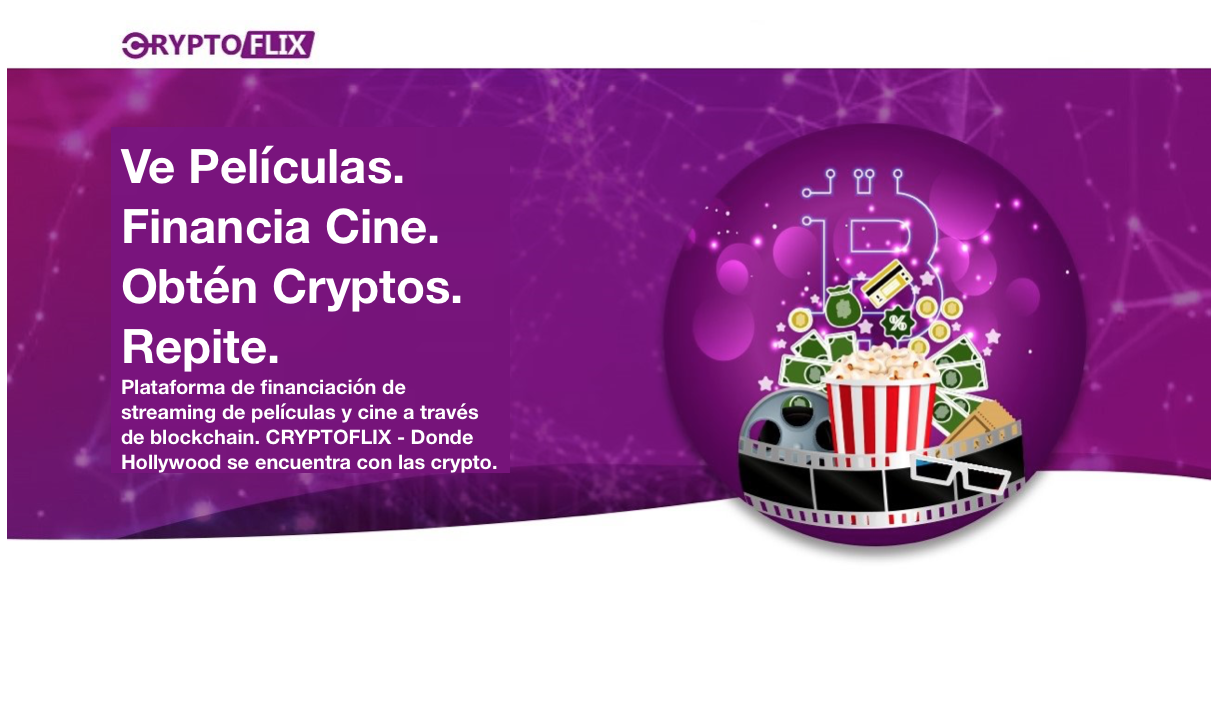 CRYPTOFLIX
Ve Películas.
Financia Cine.
Obtén Cryptos.
Repite.
Plataforma de financiación de
streaming de películas y cine a través
de blockchain. CRYPTOFLIX - Donde
Hollywood se encuentra con las crypto.
%